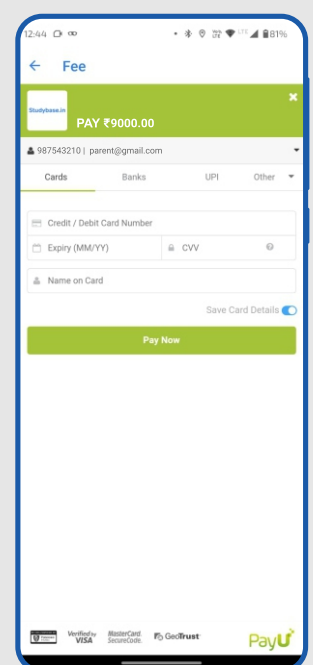 12:44 LTE 81%
Fee
Studybase.in
PAY ₹9000.00
987543210 | parent@gmail.com
Cards Banks UPI Other
Credit / Debit Card Number
Expiry (MM/YY) CVV
Name on Card
Save Card Details
Pay Now
Verified by VISA MasterCard. SecureCode. GeoTrust PayU